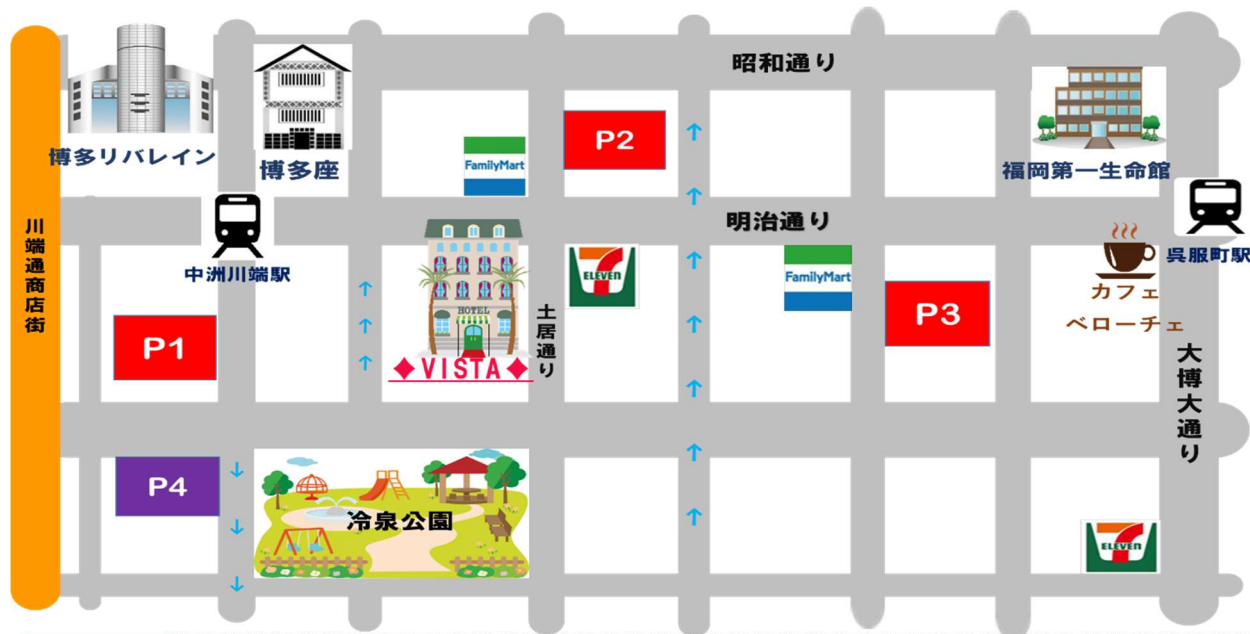 昭和通り
博多リバレイン
博多座
FamilyMart
P2
福岡第一生命館
川端通商店街
中洲川端駅
明治通り
呉服町駅
HOTEL
◆VISTA◆
土居通り
ELEVEN
FamilyMart
P3
カフェ
ベローチェ
P1
大博大通り
P4
冷泉公園
ELEVEN